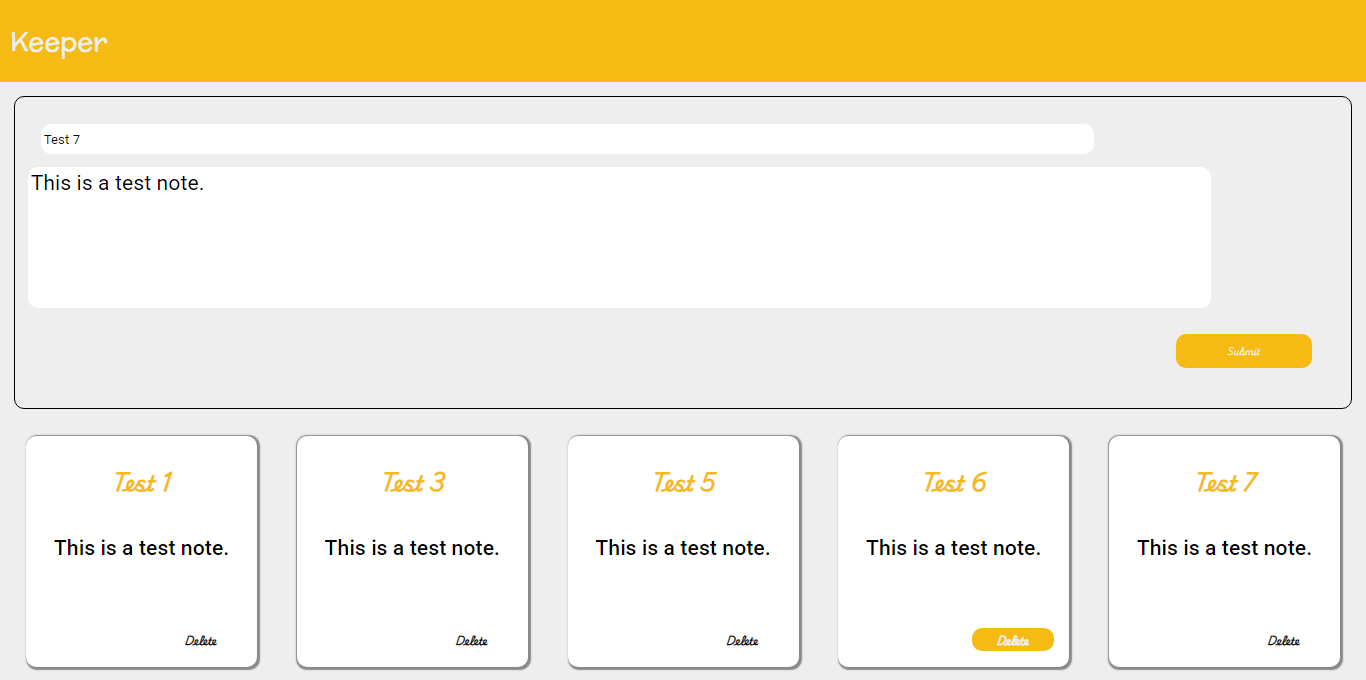 Keeper
Test 7
This is a test note.
Submit
Test 1
This is a test note.
Delete
Test 3
This is a test note.
Delete
Test 5
This is a test note.
Delete
Test 6
This is a test note.
Delete
Test 7
This is a test note.
Delete